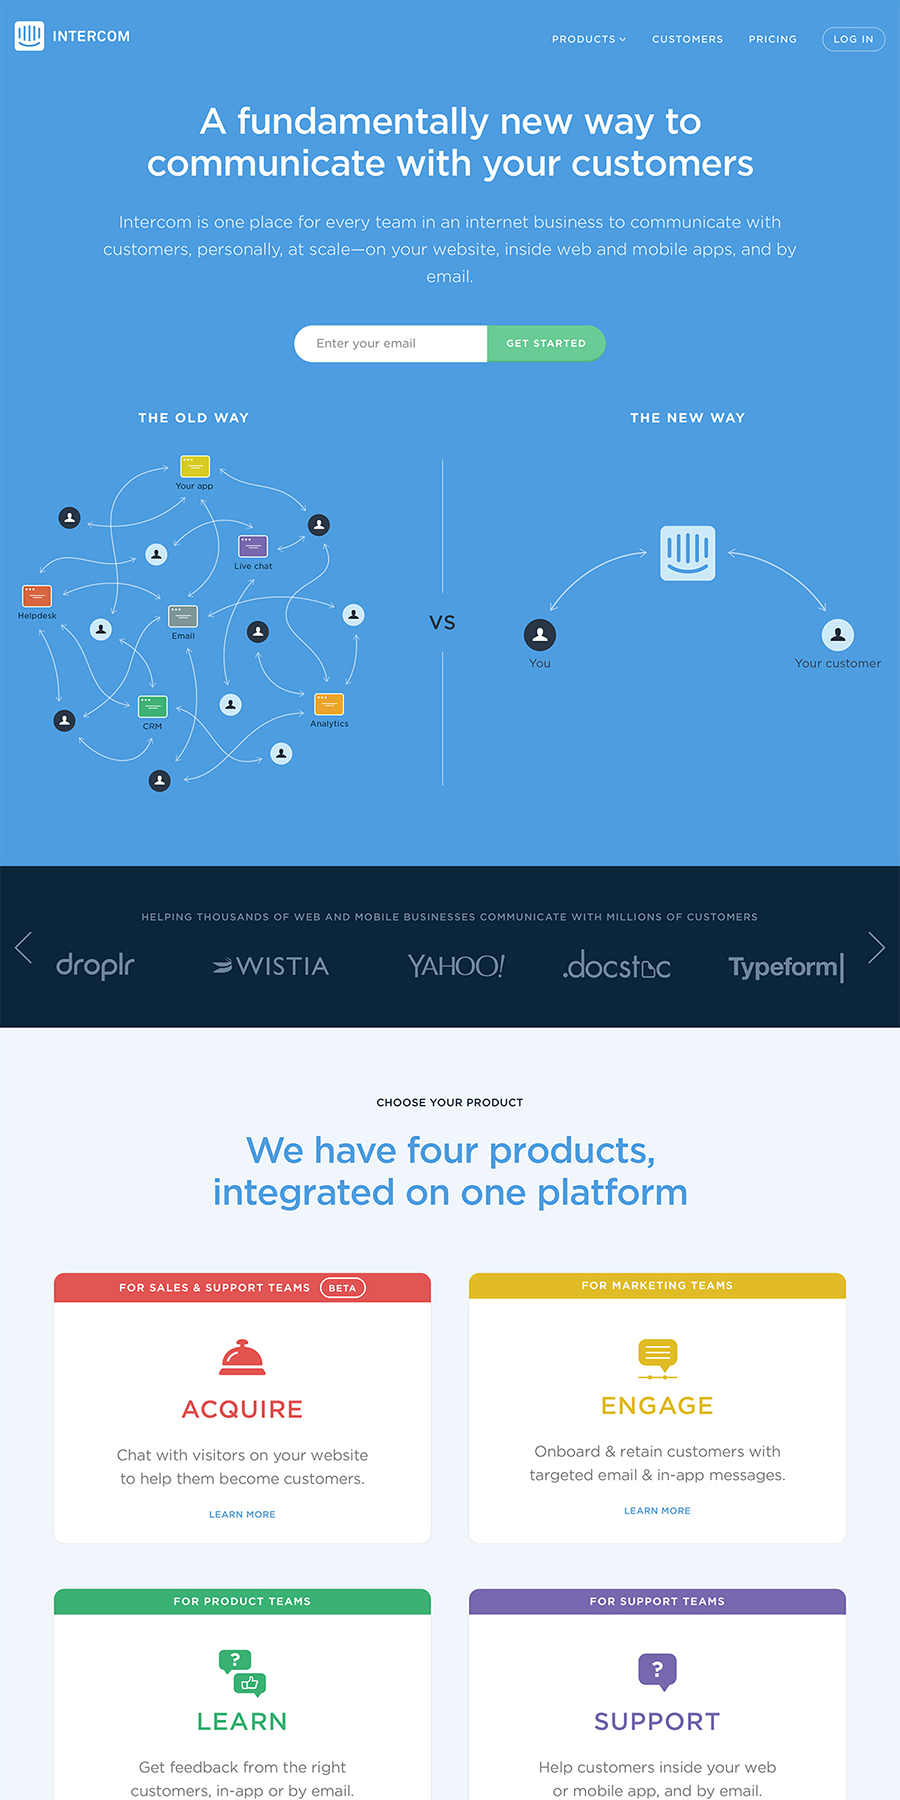 INTERCOM
PRODUCTS
CUSTOMERS
PRICING
LOG IN
A fundamentally new way to
communicate with your customers
Intercom is one place for every team in an internet business to communicate with
customers, personally, at scale—on your website, inside web and mobile apps, and by
email.
Enter your email
GET STARTED
THE OLD WAY
Your app
Live chat
Helpdesk
Email
CRM
Analytics
VS
THE NEW WAY
You
Your customer
HELPING THOUSANDS OF WEB AND MOBILE BUSINESSES COMMUNICATE WITH MILLIONS OF CUSTOMERS
droplr
WISTIA
YAHOO!
.docstoc
Typeform
CHOOSE YOUR PRODUCT
We have four products,
integrated on one platform
FOR SALES & SUPPORT TEAMS BETA
ACQUIRE
Chat with visitors on your website
to help them become customers.
LEARN MORE
FOR MARKETING TEAMS
ENGAGE
Onboard & retain customers with
targeted email & in-app messages.
LEARN MORE
FOR PRODUCT TEAMS
?
LEARN
Get feedback from the right
customers, in-app or by email.
FOR SUPPORT TEAMS
?
SUPPORT
Help customers inside your web
or mobile app, and by email.